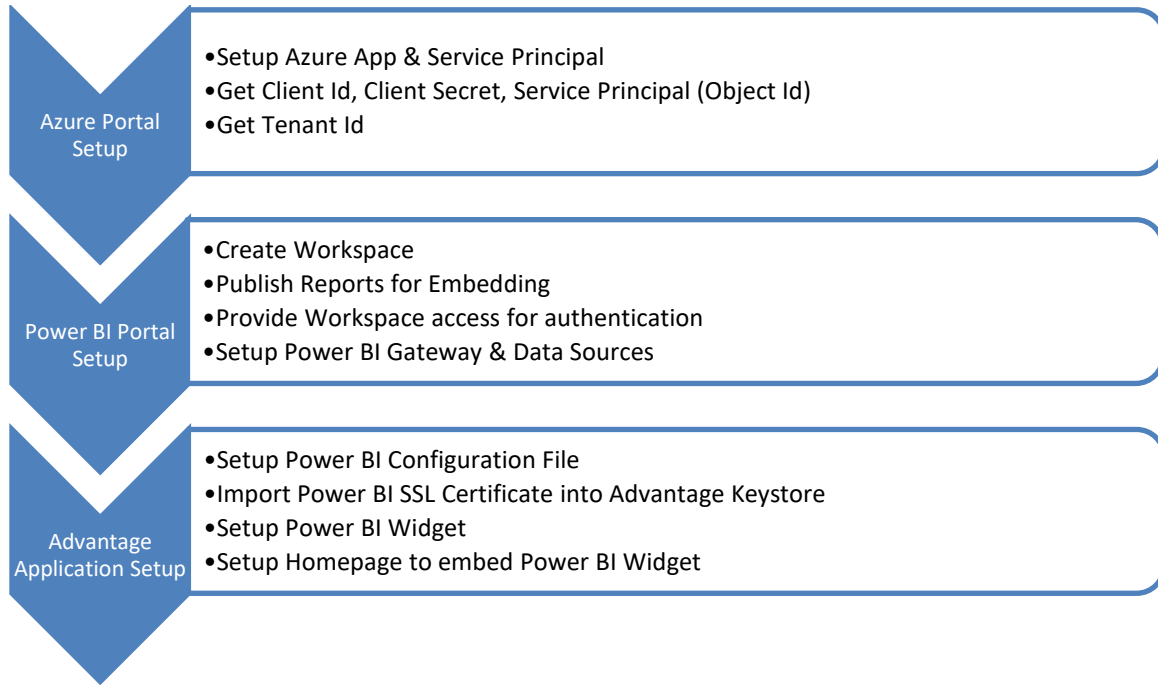 Azure Portal
Setup
•Setup Azure App & Service Principal
•Get Client Id, Client Secret, Service Principal (Object Id)
•Get Tenant Id
Power BI Portal
Setup
•Create Workspace
•Publish Reports for Embedding
•Provide Workspace access for authentication
•Setup Power BI Gateway & Data Sources
Advantage
Application Setup
•Setup Power BI Configuration File
•Import Power BI SSL Certificate into Advantage Keystore
•Setup Power BI Widget
•Setup Homepage to embed Power BI Widget